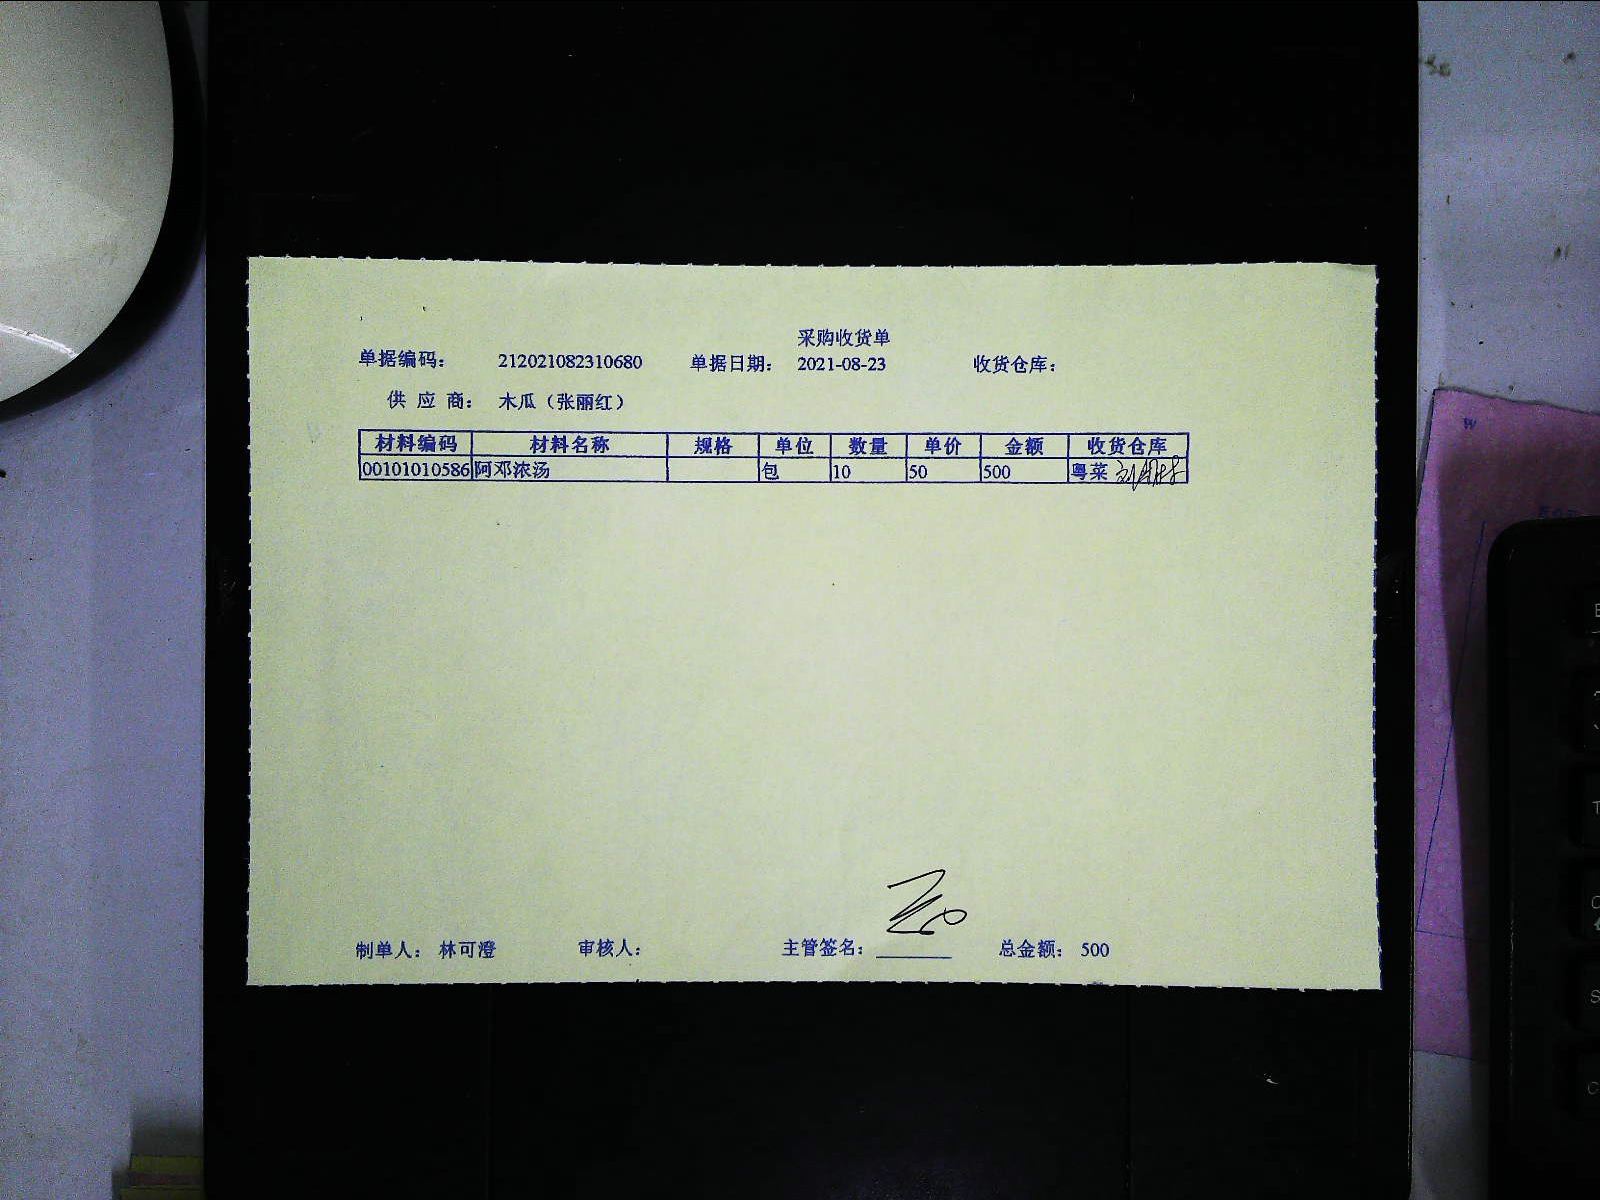 采购收货单
单据编码： 212021082310680 单据日期： 2021-08-23 收货仓库：
供 应 商： 木瓜（张丽红）
材料编码 材料名称 规格 单位 数量 单价 金额 收货仓库
00101010586 阿邓浓汤 包 10 50 500 粤菜
制单人： 林可澄 审核人： 主管签名： 总金额： 500